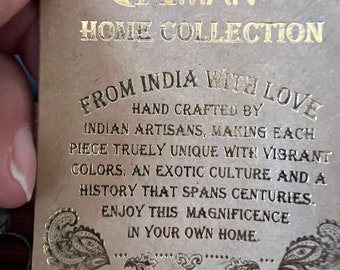 HOME COLLECTION
FROM INDIA WITH LOVE
HAND CRAFTED BY
INDIAN ARTISANS, MAKING EACH
PIECE TRUELY UNIQUE WITH VIBRANT
COLORS, AN EXOTIC CULTURE AND A
HISTORY THAT SPANS CENTURIES.
ENJOY THIS MAGNIFICENCE
IN YOUR OWN HOME.